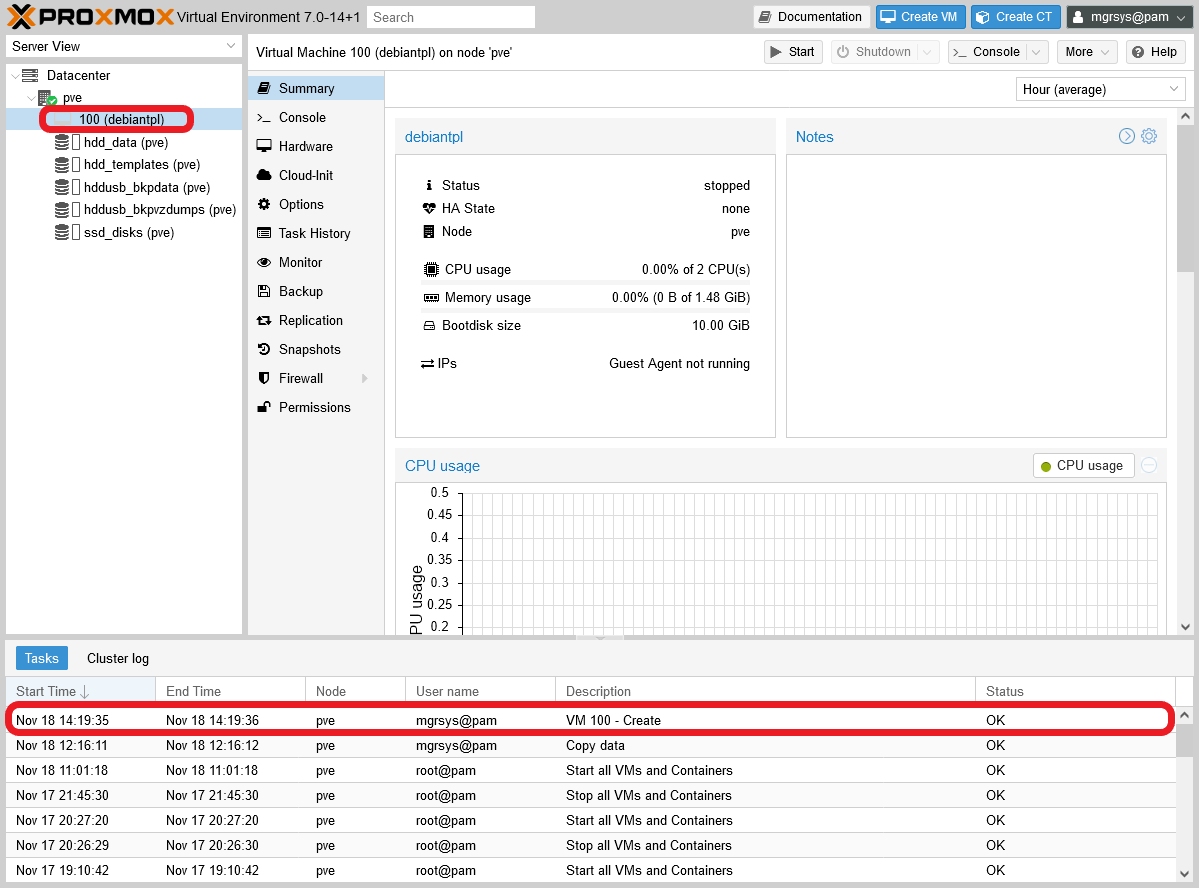 PROXMOX Virtual Environment 7.0-14+1 Search Documentation Create VM Create CT mgrsys@pam
Server View
Datacenter
pve
100 (debiantpl)
hdd_data (pve)
hdd_templates (pve)
hddusb_bkpdata (pve)
hddusb_bkpvzdumps (pve)
ssd_disks (pve)
Virtual Machine 100 (debiantpl) on node 'pve' Start Shutdown Console More Help
Summary
Console
Hardware
Cloud-Init
Options
Task History
Monitor
Backup
Replication
Snapshots
Firewall
Permissions
Hour (average)
debiantpl
Status stopped
HA State none
Node pve
CPU usage 0.00% of 2 CPU(s)
Memory usage 0.00% (0 B of 1.48 GiB)
Bootdisk size 10.00 GiB
IPs Guest Agent not running
Notes
CPU usage CPU usage
0.5
0.45
0.4
0.35
0.3
0.25
0.2
PU usage
Tasks Cluster log
Start Time End Time Node User name Description Status
Nov 18 14:19:35 Nov 18 14:19:36 pve mgrsys@pam VM 100 - Create OK
Nov 18 12:16:11 Nov 18 12:16:12 pve mgrsys@pam Copy data OK
Nov 18 11:01:18 Nov 18 11:01:18 pve root@pam Start all VMs and Containers OK
Nov 17 21:45:30 Nov 17 21:45:30 pve root@pam Stop all VMs and Containers OK
Nov 17 20:27:20 Nov 17 20:27:20 pve root@pam Start all VMs and Containers OK
Nov 17 20:26:29 Nov 17 20:26:30 pve root@pam Stop all VMs and Containers OK
Nov 17 19:10:42 Nov 17 19:10:42 pve root@pam Start all VMs and Containers OK